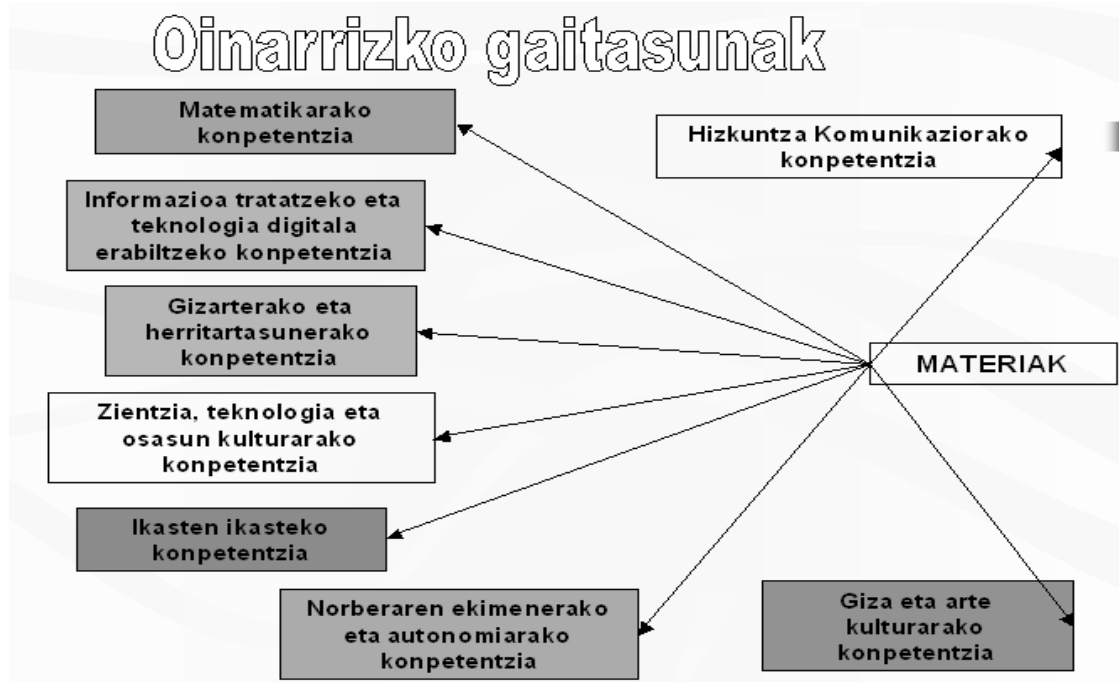 Oinarrizko gaitasunak
Matematikarako
konpetentzia
Hizkuntza Komunikaziorako
konpetentzia
Informazioa tratatzeko eta
teknologia digitala
erabiltzeko konpetentzia
Gizarterako eta
herritartasunerako
konpetentzia
MATERIAK
Zientzia, teknologia eta
osasun kulturarako
konpetentzia
Ikasten ikasteko
konpetentzia
Norberaren ekimenerako
eta autonomiarako
konpetentzia
Giza eta arte
kulturarako
konpetentzia